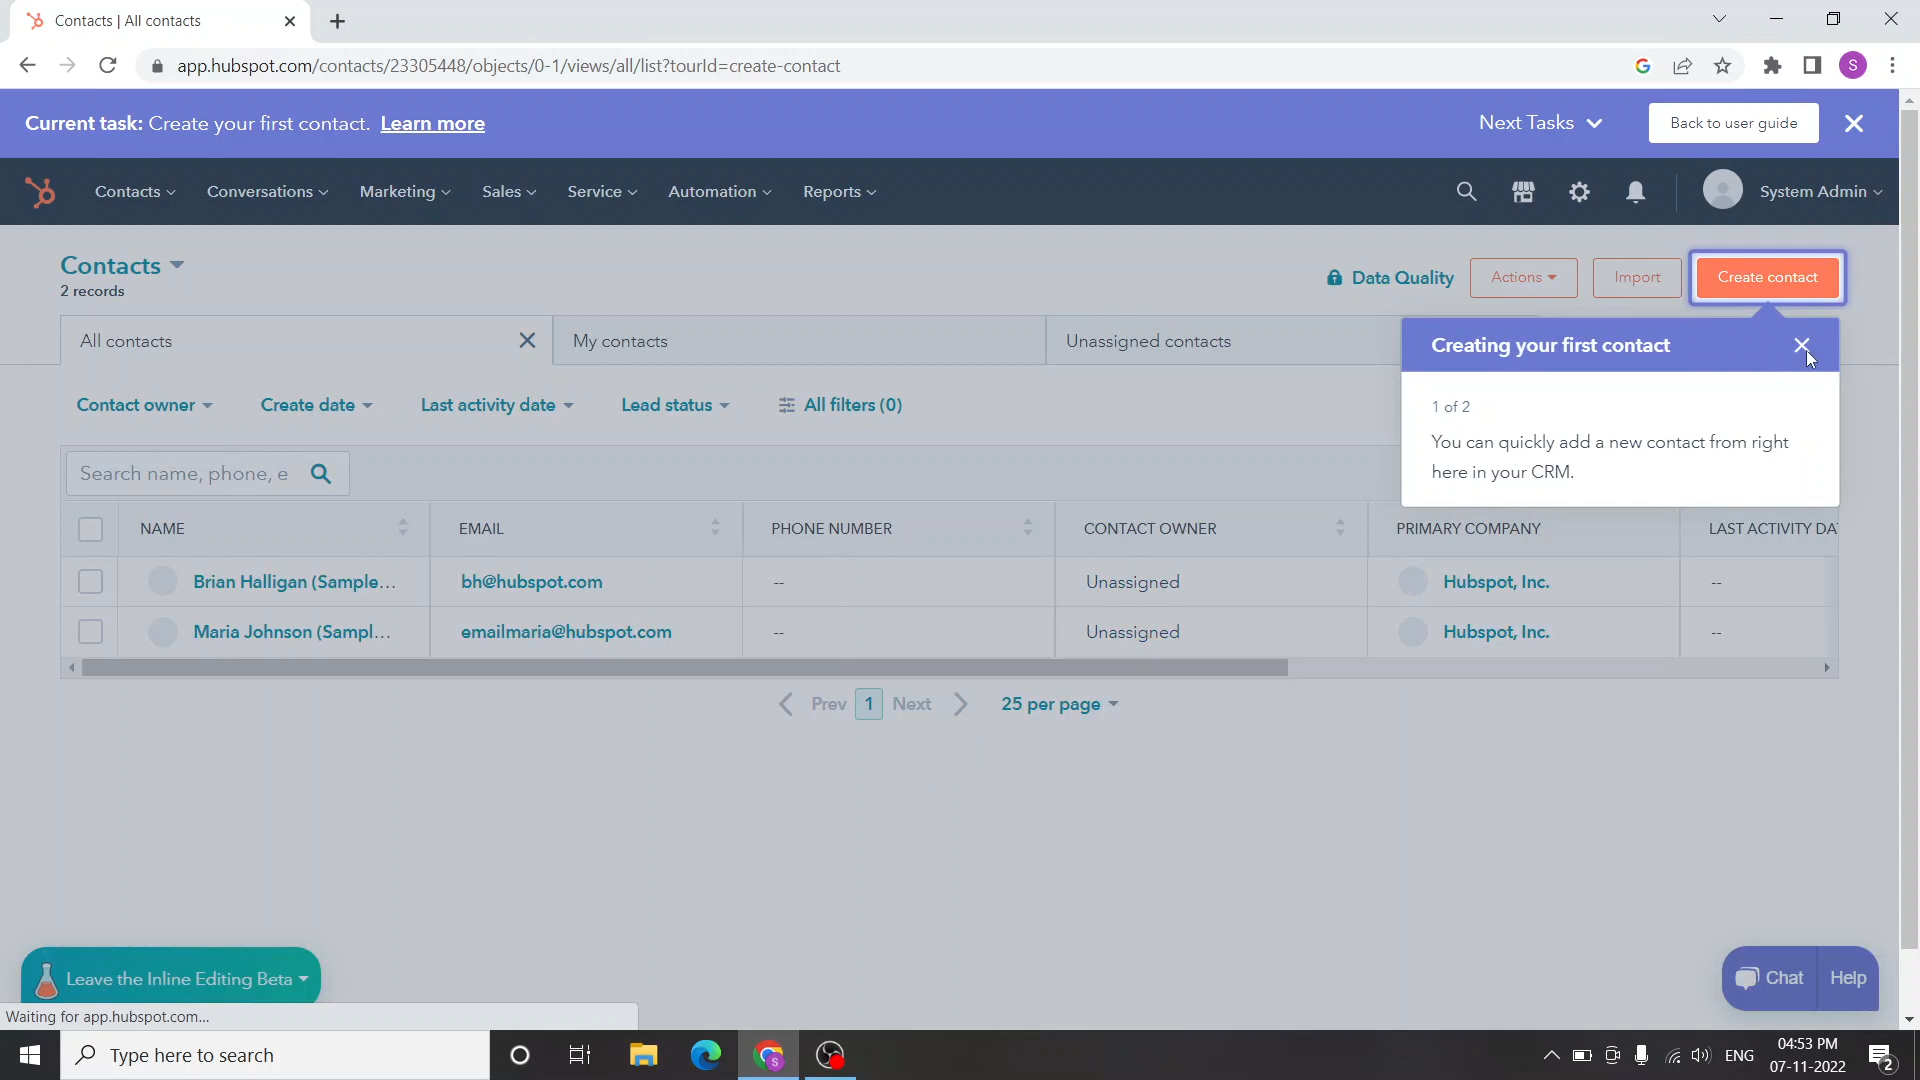 Contacts | All contacts
app.hubspot.com/contacts/23305448/objects/0-1/views/all/list?tourId=create-contact
S
Current task: Create your first contact. Learn more
Next Tasks
Back to user guide
Contacts
Conversations
Marketing
Sales
Service
Automation
Reports
System Admin
Contacts
2 records
Data Quality
Actions
Import
Create contact
All contacts
My contacts
Unassigned contacts
Creating your first contact
1 of 2
You can quickly add a new contact from right
here in your CRM.
Contact owner
Create date
Last activity date
Lead status
All filters (0)
Search name, phone, e
NAME
EMAIL
PHONE NUMBER
CONTACT OWNER
PRIMARY COMPANY
LAST ACTIVITY DA
Brian Halligan (Sample...
bh@hubspot.com
--
Unassigned
Hubspot, Inc.
--
Maria Johnson (Sampl...
emailmaria@hubspot.com
--
Unassigned
Hubspot, Inc.
--
Prev
1
Next
25 per page
Leave the Inline Editing Beta
Chat
Help
Waiting for app.hubspot.com...
Type here to search
S
ENG
04:53 PM
07-11-2022
2